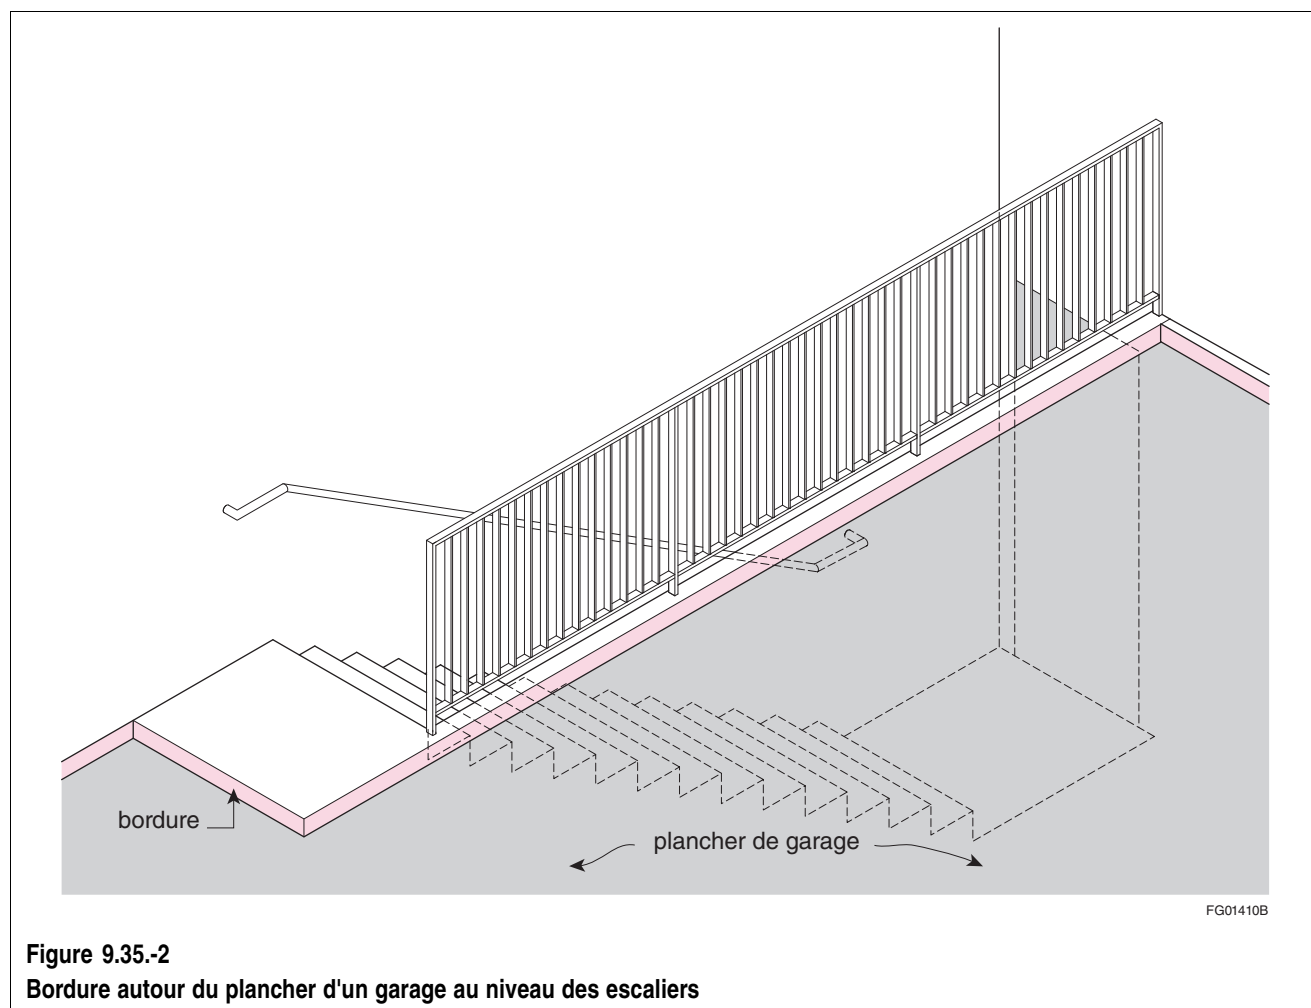 bordure
plancher de garage
FG01410B
Figure 9.35.-2
Bordure autour du plancher d'un garage au niveau des escaliers